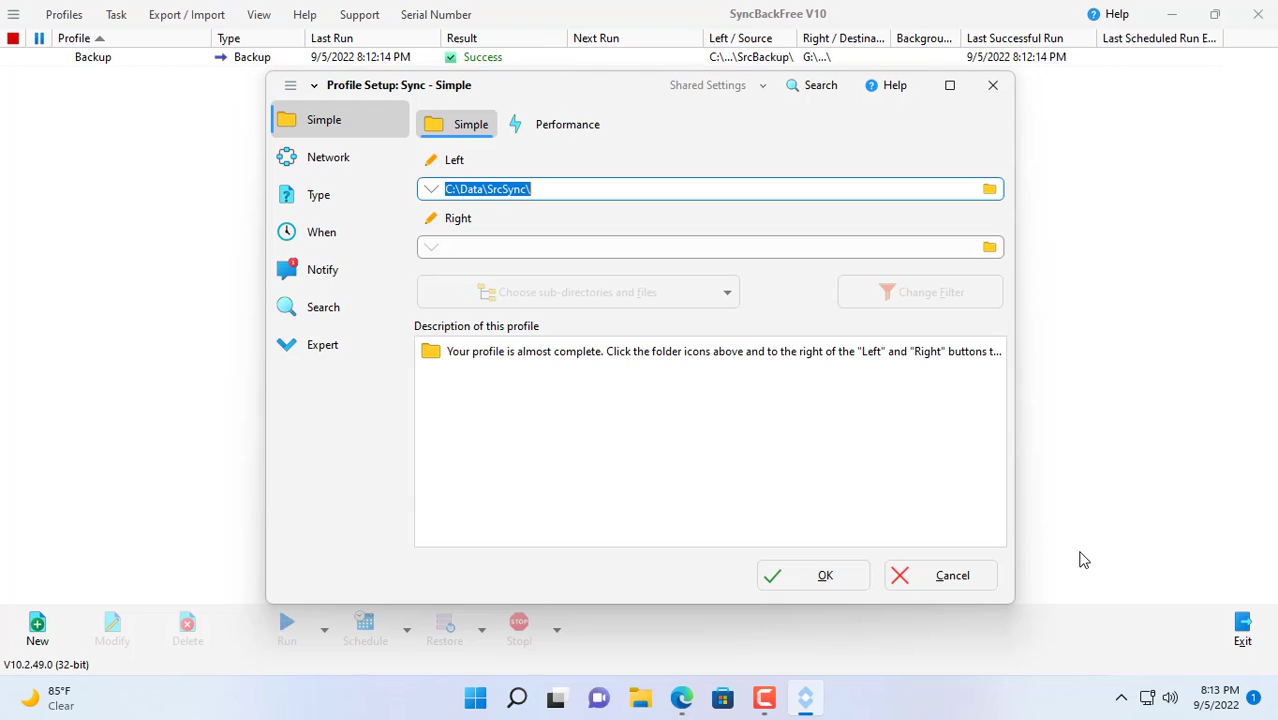 Profiles Task Export / Import View Help Support Serial Number SyncBackFree V10 Help
Profile Type Last Run Result Next Run Left / Source Right / Destina... Backgrou... Last Successful Run Last Scheduled Run E...
Backup Backup 9/5/2022 8:12:14 PM Success C:\...\SrcBackup\ G:\...\ 9/5/2022 8:12:14 PM
Profile Setup: Sync - Simple Shared Settings Search Help
Simple
Network
Type
When
Notify
Search
Expert
Simple Performance
Left
C:\Data\SrcSync\
Right
Choose sub-directories and files Change Filter
Description of this profile
Your profile is almost complete. Click the folder icons above and to the right of the "Left" and "Right" buttons t...
OK Cancel
New Modify Delete Run Schedule Restore Stop! Exit
V10.2.49.0 (32-bit)
85°F
Clear
8:13 PM
9/5/2022
1